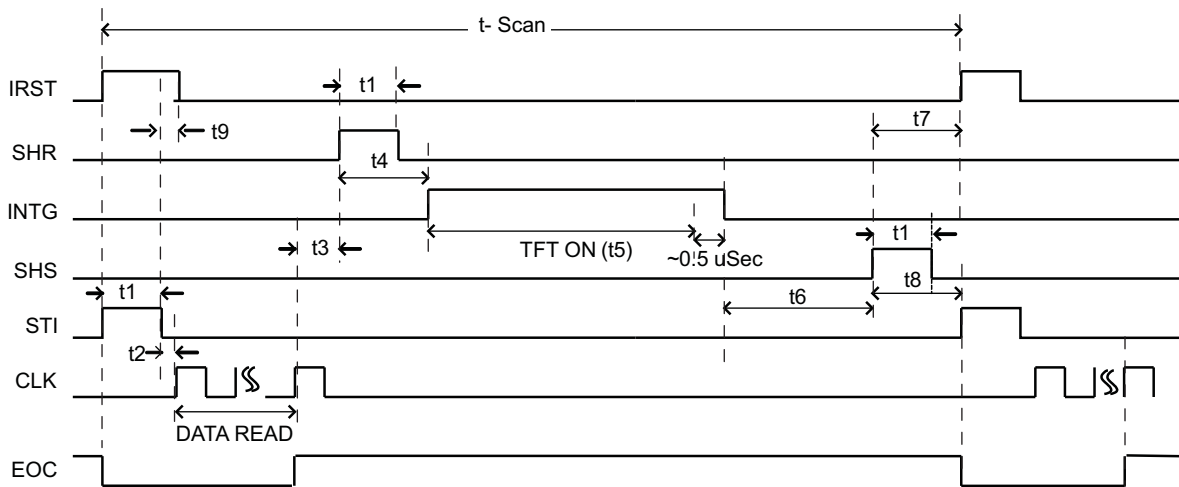 t- Scan
IRST
t1
t9
t7
SHR
t4
INTG
t3
TFT ON (t5)
~0.5 uSec
t1
SHS
t1
t6
t8
STI
t2
CLK
DATA READ
EOC